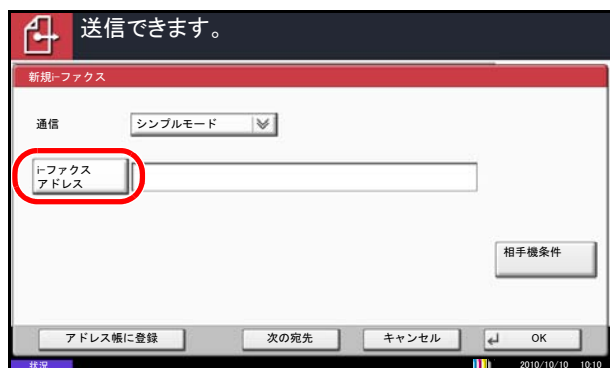 送信できます。
新規i-ファクス
通信
シンプルモード
i-ファクス
アドレス
相手機条件
アドレス帳に登録
次の宛先
キャンセル
OK
状況
2010/10/10 10:10